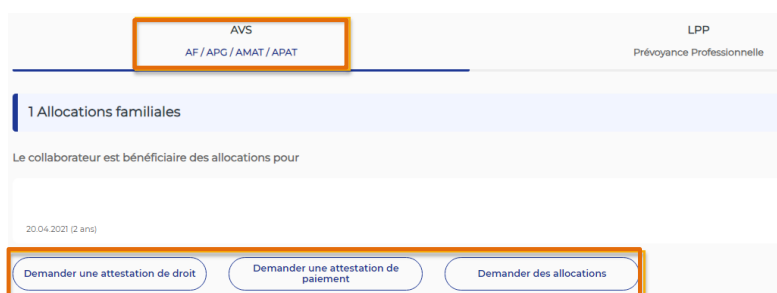 AVS
AF / APG / AMAT / APAT
LPP
Prévoyance Professionnelle
1 Allocations familiales
Le collaborateur est bénéficiaire des allocations pour
20.04.2021 (2 ans)
Demander une attestation de droit
Demander une attestation de
paiement
Demander des allocations